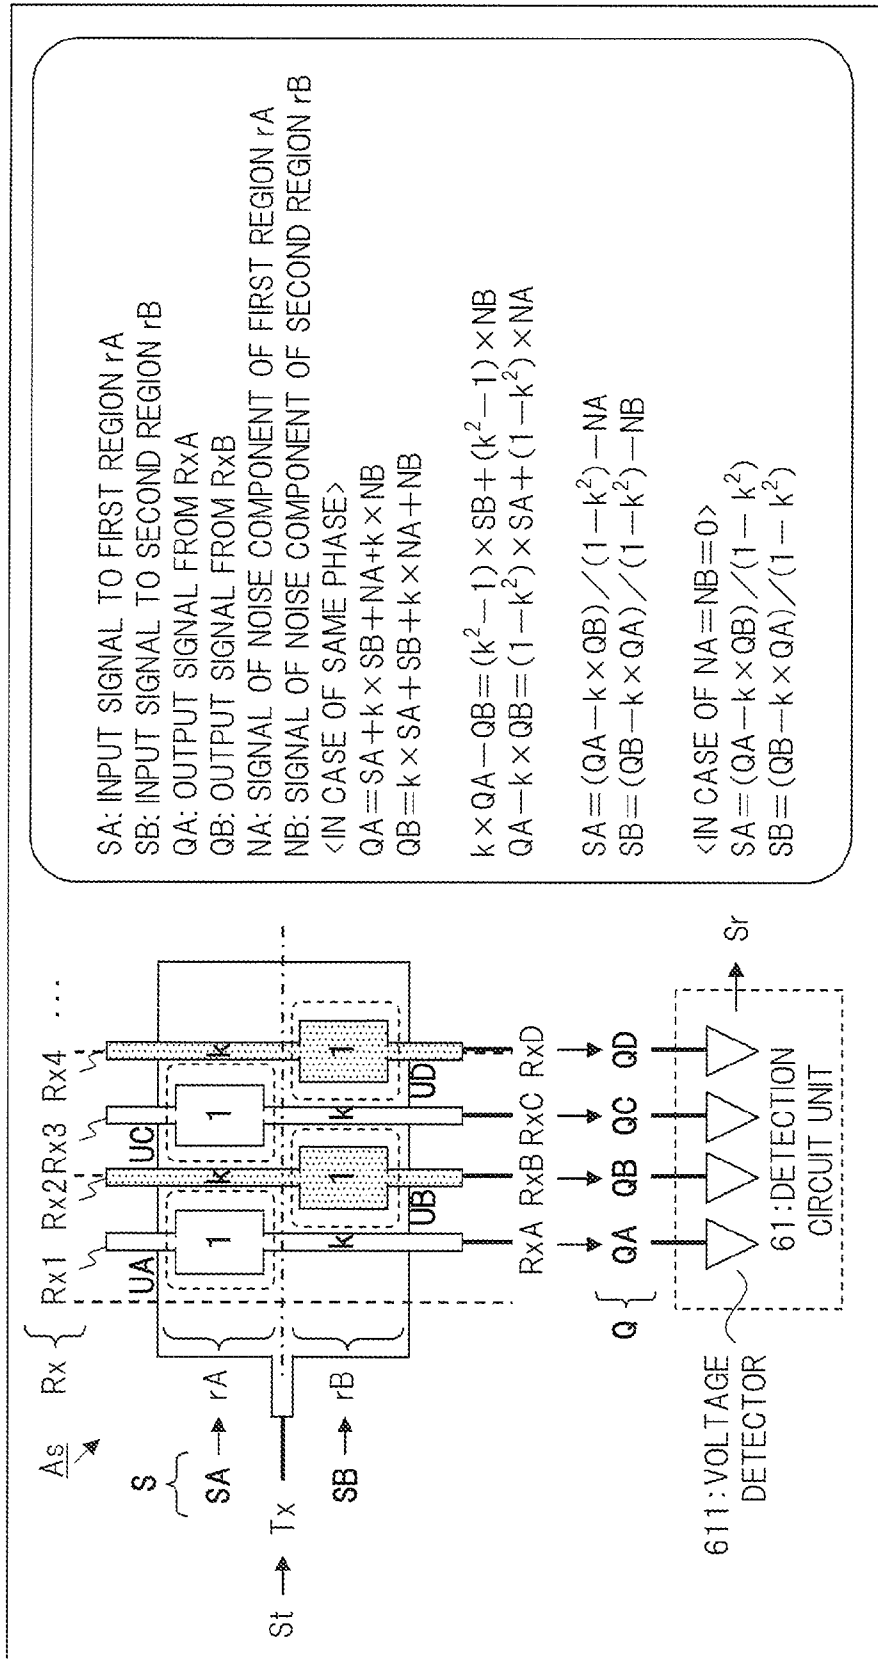 As
Rx { Rx1 Rx2 Rx3 Rx4 ...
UA UC
S
SA → rA
1 k 1 k
St → Tx
SB → rB
k 1 k 1
UB UD
RxA RxB RxC RxD
Q { QA QB QC QD
611:VOLTAGE DETECTOR
61:DETECTION CIRCUIT UNIT
→ Sr
SA: INPUT SIGNAL TO FIRST REGION rA
SB: INPUT SIGNAL TO SECOND REGION rB
QA: OUTPUT SIGNAL FROM RxA
QB: OUTPUT SIGNAL FROM RxB
NA: SIGNAL OF NOISE COMPONENT OF FIRST REGION rA
NB: SIGNAL OF NOISE COMPONENT OF SECOND REGION rB
<IN CASE OF SAME PHASE>
QA=SA+k×SB+NA+k×NB
QB=k×SA+SB+k×NA+NB
k×QA−QB=(k²−1)×SB+(k²−1)×NB
QA−k×QB=(1−k²)×SA+(1−k²)×NA
SA=(QA−k×QB)/(1−k²)−NA
SB=(QB−k×QA)/(1−k²)−NB
<IN CASE OF NA=NB=0>
SA=(QA−k×QB)/(1−k²)
SB=(QB−k×QA)/(1−k²)